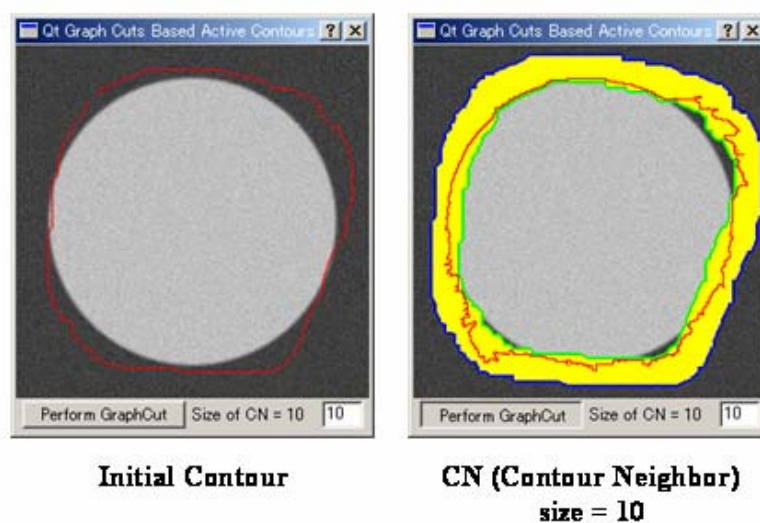 Qt Graph Cuts Based Active Contours
Perform GraphCut
Size of CN = 10
10
Initial Contour
Qt Graph Cuts Based Active Contours
Perform GraphCut
Size of CN = 10
10
CN (Contour Neighbor)
size = 10